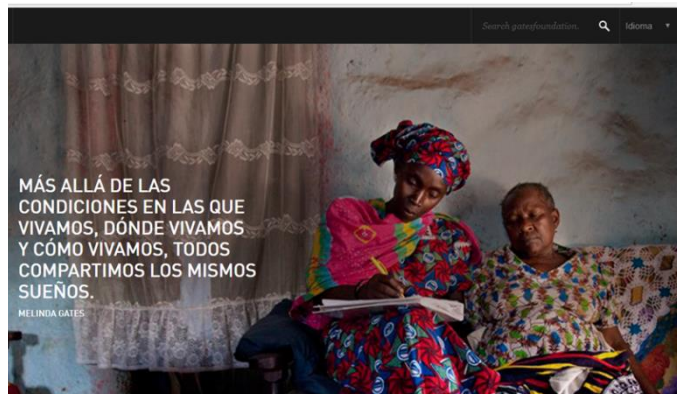 Search gatesfoundation.
Idioma
MÁS ALLÁ DE LAS
CONDICIONES EN LAS QUE
VIVAMOS, DÓNDE VIVAMOS
Y CÓMO VIVAMOS, TODOS
COMPARTIMOS LOS MISMOS
SUEÑOS.
MELINDA GATES